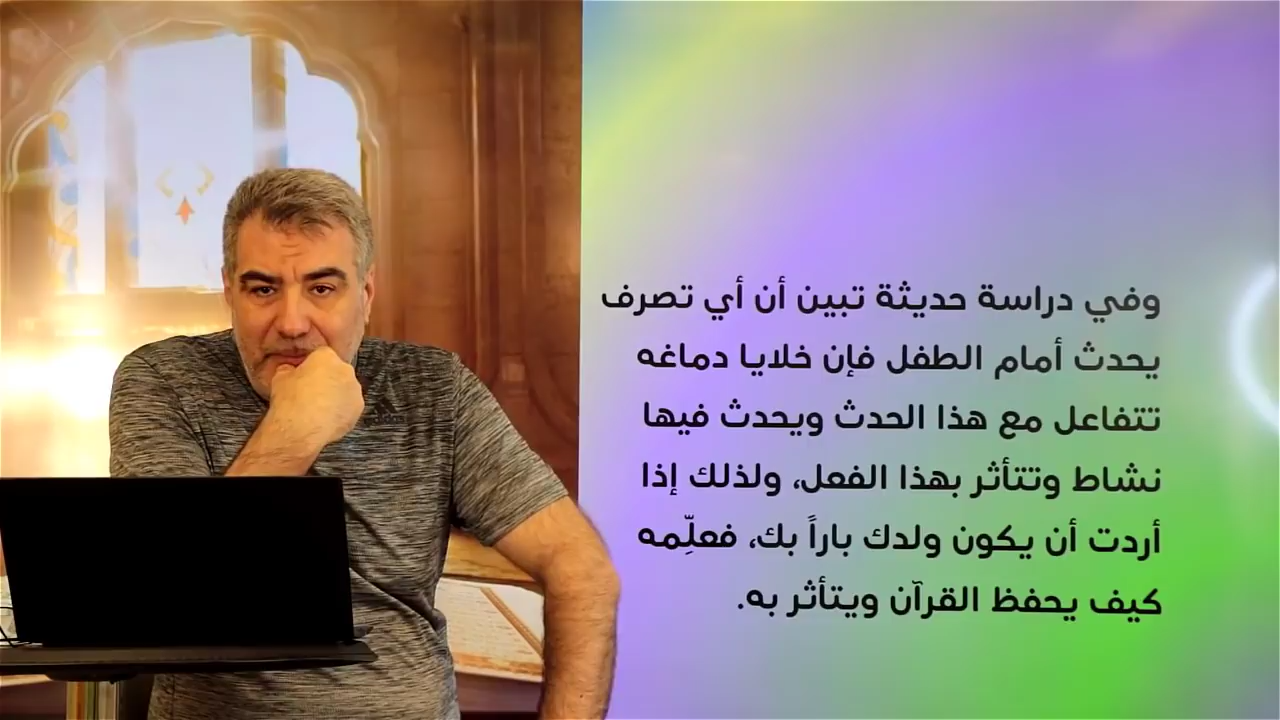 وفي دراسة حديثة تبين أن أي تصرف
يحدث أمام الطفل فإن خلايا دماغه
تتفاعل مع هذا الحدث ويحدث فيها
نشاط وتتأثر بهذا الفعل، ولذلك إذا
أردت أن يكون ولدك باراً بك، فعلِّمه
كيف يحفظ القرآن ويتأثر به.